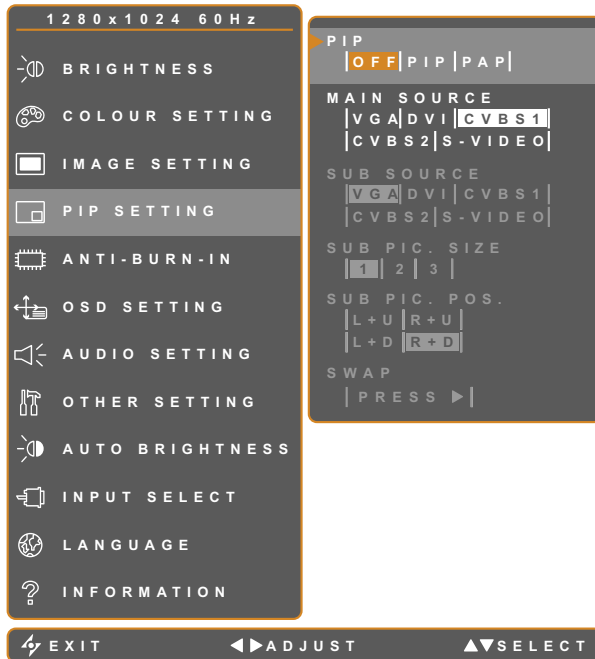 1280x1024 60Hz
BRIGHTNESS
COLOUR SETTING
IMAGE SETTING
PIP SETTING
ANTI-BURN-IN
OSD SETTING
AUDIO SETTING
OTHER SETTING
AUTO BRIGHTNESS
INPUT SELECT
LANGUAGE
INFORMATION
PIP
OFF PIP PAP
MAIN SOURCE
VGA DVI CVBS1
CVBS2 S-VIDEO
SUB SOURCE
VGA DVI CVBS1
CVBS2 S-VIDEO
SUB PIC. SIZE
1 2 3
SUB PIC. POS.
L+U R+U
L+D R+D
SWAP
PRESS ▶
EXIT ◀▶ADJUST ▲▼SELECT